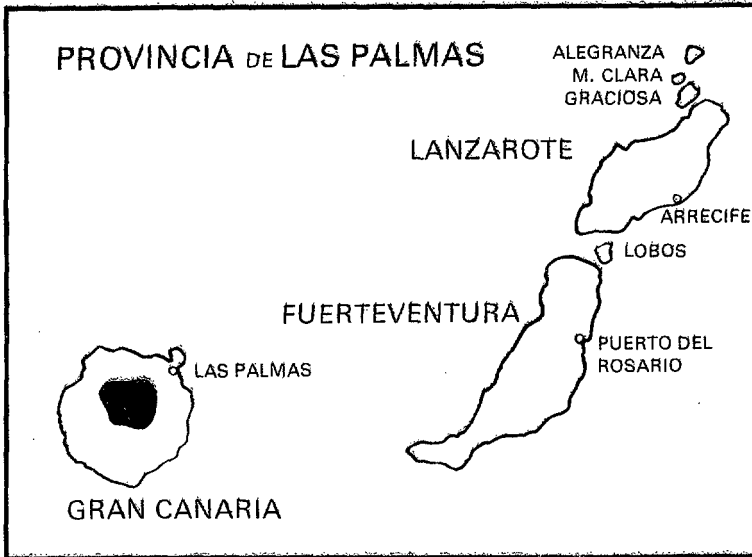 PROVINCIA DE LAS PALMAS
ALEGRANZA
M. CLARA
GRACIOSA
LANZAROTE
ARRECIFE
LOBOS
FUERTEVENTURA
PUERTO DEL
ROSARIO
LAS PALMAS
GRAN CANARIA